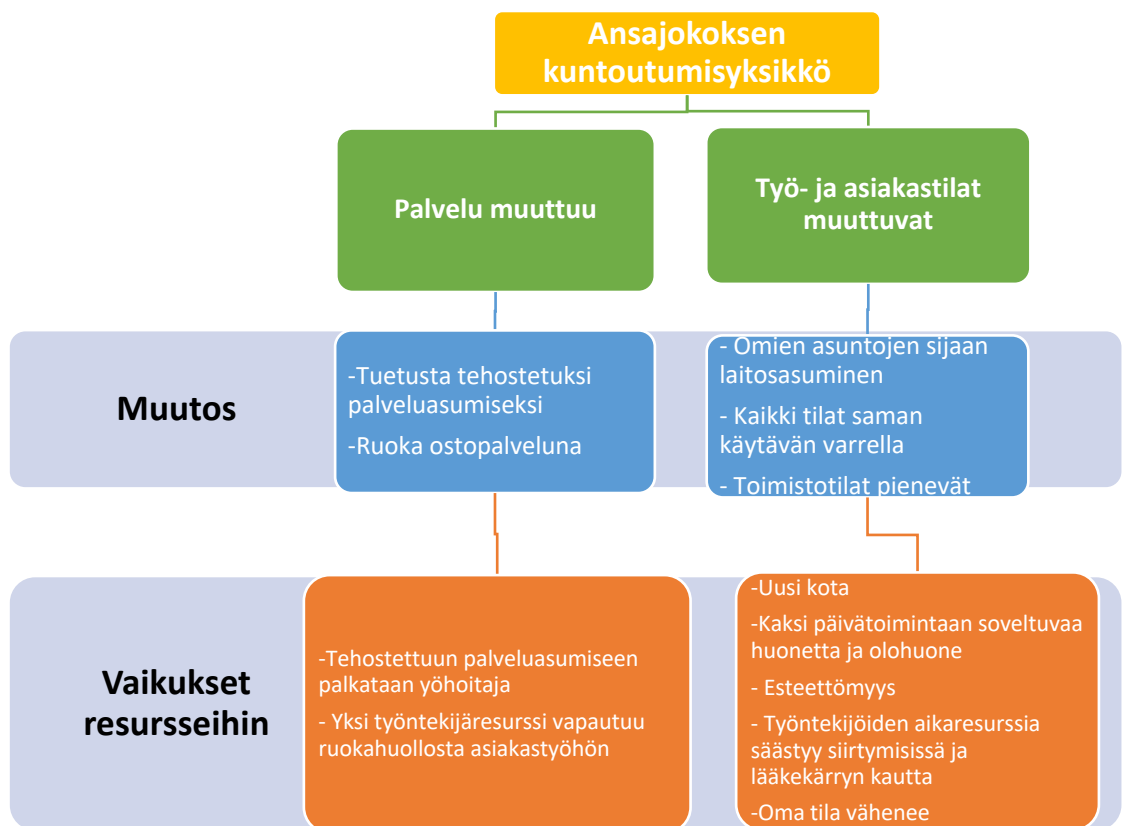 Ansajokoksen
kuntoutumisyksikkö
Palvelu muuttuu
Työ- ja asiakastilat
muuttuvat
Muutos
-Tuetusta tehostetuksi
palveluasumiseksi
-Ruoka ostopalveluna
- Omien asuntojen sijaan
laitosasuminen
- Kaikki tilat saman
käytävän varrella
- Toimistotilat pienevät
Vaikukset
resursseihin
-Tehostettuun palveluasumiseen
palkataan yöhoitaja
- Yksi työntekijäresurssi vapautuu
ruokahuollosta asiakastyöhön
-Uusi kota
-Kaksi päivätoimintaan soveltuvaa
huonetta ja olohuone
- Esteettömyys
- Työntekijöiden aikaresurssia
säästyy siirtymisissä ja
lääkekärryn kautta
-Oma tila vähenee